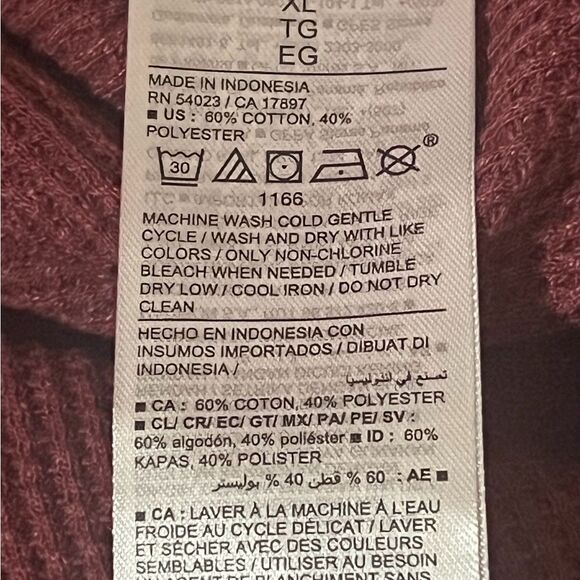 XL
TG
EG
MADE IN INDONESIA
RN 54023 / CA 17897
■ US : 60% COTTON, 40%
POLYESTER
30
®
1166
MACHINE WASH COLD GENTLE
CYCLE / WASH AND DRY WITH LIKE
COLORS / ONLY NON-CHLORINE
BLEACH WHEN NEEDED / TUMBLE
DRY LOW / COOL IRON / DO NOT DRY
CLEAN
HECHO EN INDONESIA CON
INSUMOS IMPORTADOS / DIBUAT DI
INDONESIA /
تصنع في اندونيسيا
■ CA : 60% COTON, 40% POLYESTER
■ CL/ CR/ EC/ GT/ MX/ PA/ PE/ SV :
60% algodón, 40% poliéster ■ ID : 60%
KAPAS, 40% POLISTER
■ AE : 60 % قطن 40 % بوليستر
■ CA : LAVER À LA MACHINE À L'EAU
FROIDE AU CYCLE DÉLICAT / LAVER
ET SÉCHER AVEC DES COULEURS
SEMBLABLES / UTILISER AU BESOIN
UN AGENT DE BLANCHIMENT SANS